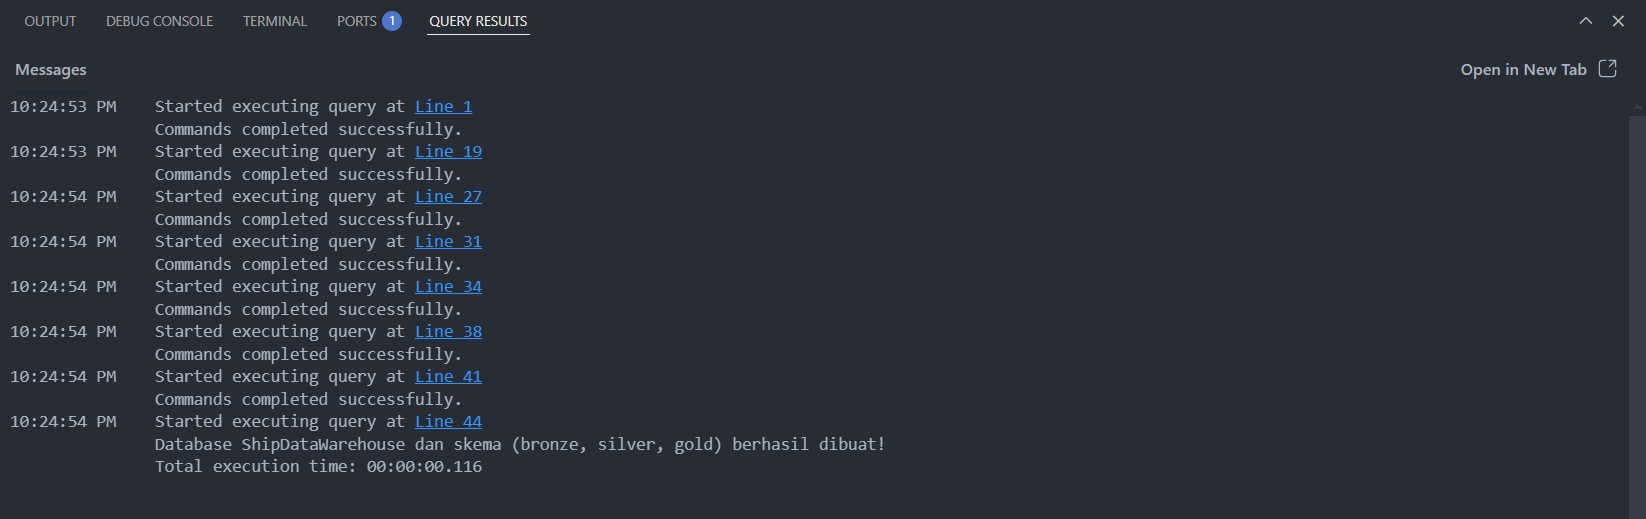 OUTPUT DEBUG CONSOLE TERMINAL PORTS 1 QUERY RESULTS
Messages Open in New Tab
10:24:53 PM Started executing query at Line 1
Commands completed successfully.
10:24:53 PM Started executing query at Line 19
Commands completed successfully.
10:24:54 PM Started executing query at Line 27
Commands completed successfully.
10:24:54 PM Started executing query at Line 31
Commands completed successfully.
10:24:54 PM Started executing query at Line 34
Commands completed successfully.
10:24:54 PM Started executing query at Line 38
Commands completed successfully.
10:24:54 PM Started executing query at Line 41
Commands completed successfully.
10:24:54 PM Started executing query at Line 44
Database ShipDataWarehouse dan skema (bronze, silver, gold) berhasil dibuat!
Total execution time: 00:00:00.116